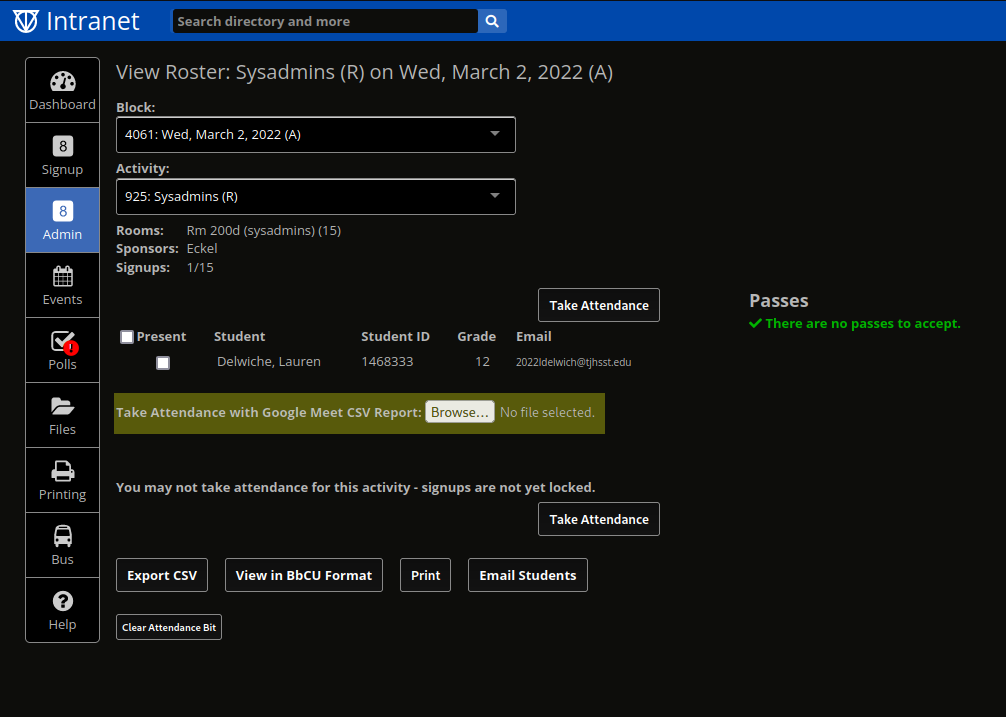 Intranet
Search directory and more
Dashboard
8
Signup
8
Admin
Events
Polls
Files
Printing
Bus
Help
View Roster: Sysadmins (R) on Wed, March 2, 2022 (A)
Block:
4061: Wed, March 2, 2022 (A)
Activity:
925: Sysadmins (R)
Rooms: Rm 200d (sysadmins) (15)
Sponsors: Eckel
Signups: 1/15
Take Attendance
Present Student Student ID Grade Email
Delwiche, Lauren 1468333 12 2022ldelwich@tjhsst.edu
Take Attendance with Google Meet CSV Report: Browse... No file selected.
You may not take attendance for this activity - signups are not yet locked.
Take Attendance
Export CSV View in BbCU Format Print Email Students
Clear Attendance Bit
Passes
There are no passes to accept.